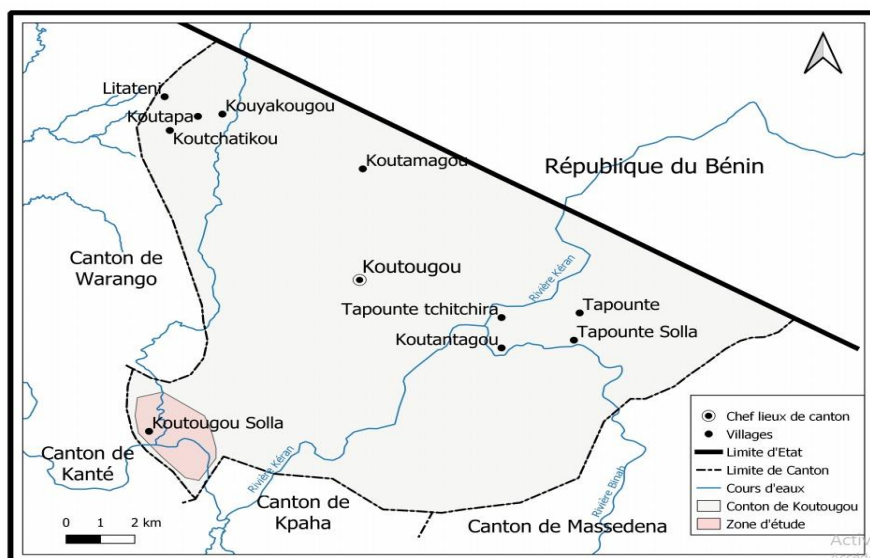 Litateni
Koutapa
Kouyakougou
Koutchatikou
Koutamagou
République du Bénin
Canton de
Warango
Koutougou
Rivière Kéran
Tapounte tchitchira
Tapounte
Koutantagou
Tapounte Solla
Koutougou Solla
Canton de
Kanté
Rivière Kéran
Canton de
Kpaha
Rivière Binah
Canton de Massedena
0 1 2 km
Chef lieux de canton
Villages
Limite d'Etat
Limite de Canton
Cours d'eaux
Conton de Koutougou
Zone d'étude
Activ